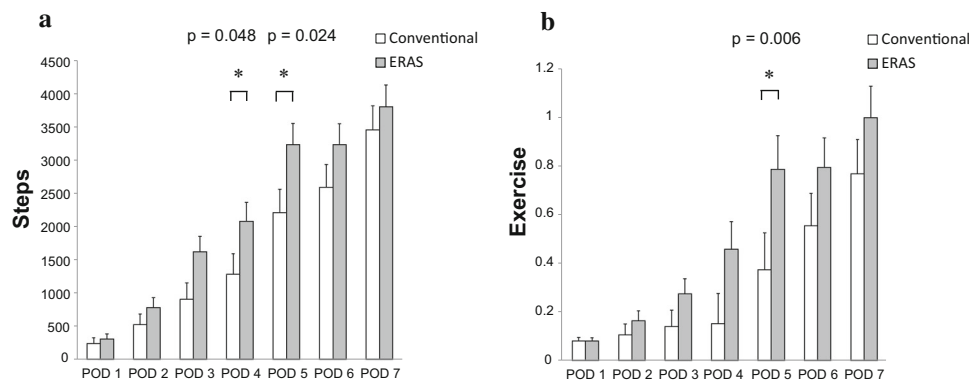 a
p = 0.048 p = 0.024
Conventional
ERAS
Steps
4500
4000
3500
3000
2500
2000
1500
1000
500
0
*
*
POD 1 POD 2 POD 3 POD 4 POD 5 POD 6 POD 7
b
p = 0.006
Conventional
ERAS
Exercise
1.2
1
0.8
0.6
0.4
0.2
0
*
POD 1 POD 2 POD 3 POD 4 POD 5 POD 6 POD 7